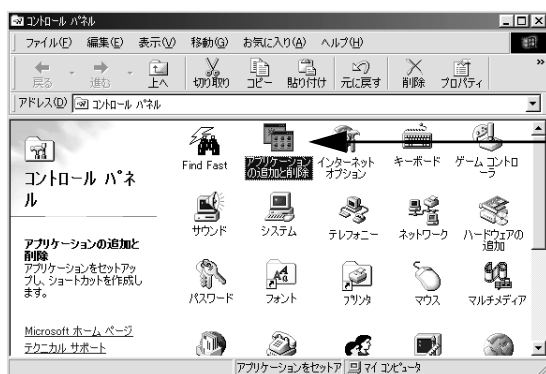 コントロール パネル
ファイル(F) 編集(E) 表示(V) 移動(G) お気に入り(A) ヘルプ(H)
戻る 進む 上へ 切り取り コピー 貼り付け 元に戻す 削除 プロパティ »
アドレス(D) コントロール パネル
コントロール パネ
ル
アプリケーションの追加と
削除
アプリケーションをセットアッ
プし、ショートカットを作成し
ます。
Microsoft ホーム ページ
テクニカル サポート
Find Fast
アプリケーション
の追加と削除
インターネット
オプション
キーボード
ゲーム コントロ
ーラ
サウンド
システム
テレフォニー
ネットワーク
ハードウェアの
追加
パスワード
フォント
プリンタ
マウス
マルチメディア
アプリケーションをセットア マイ コンピュータ